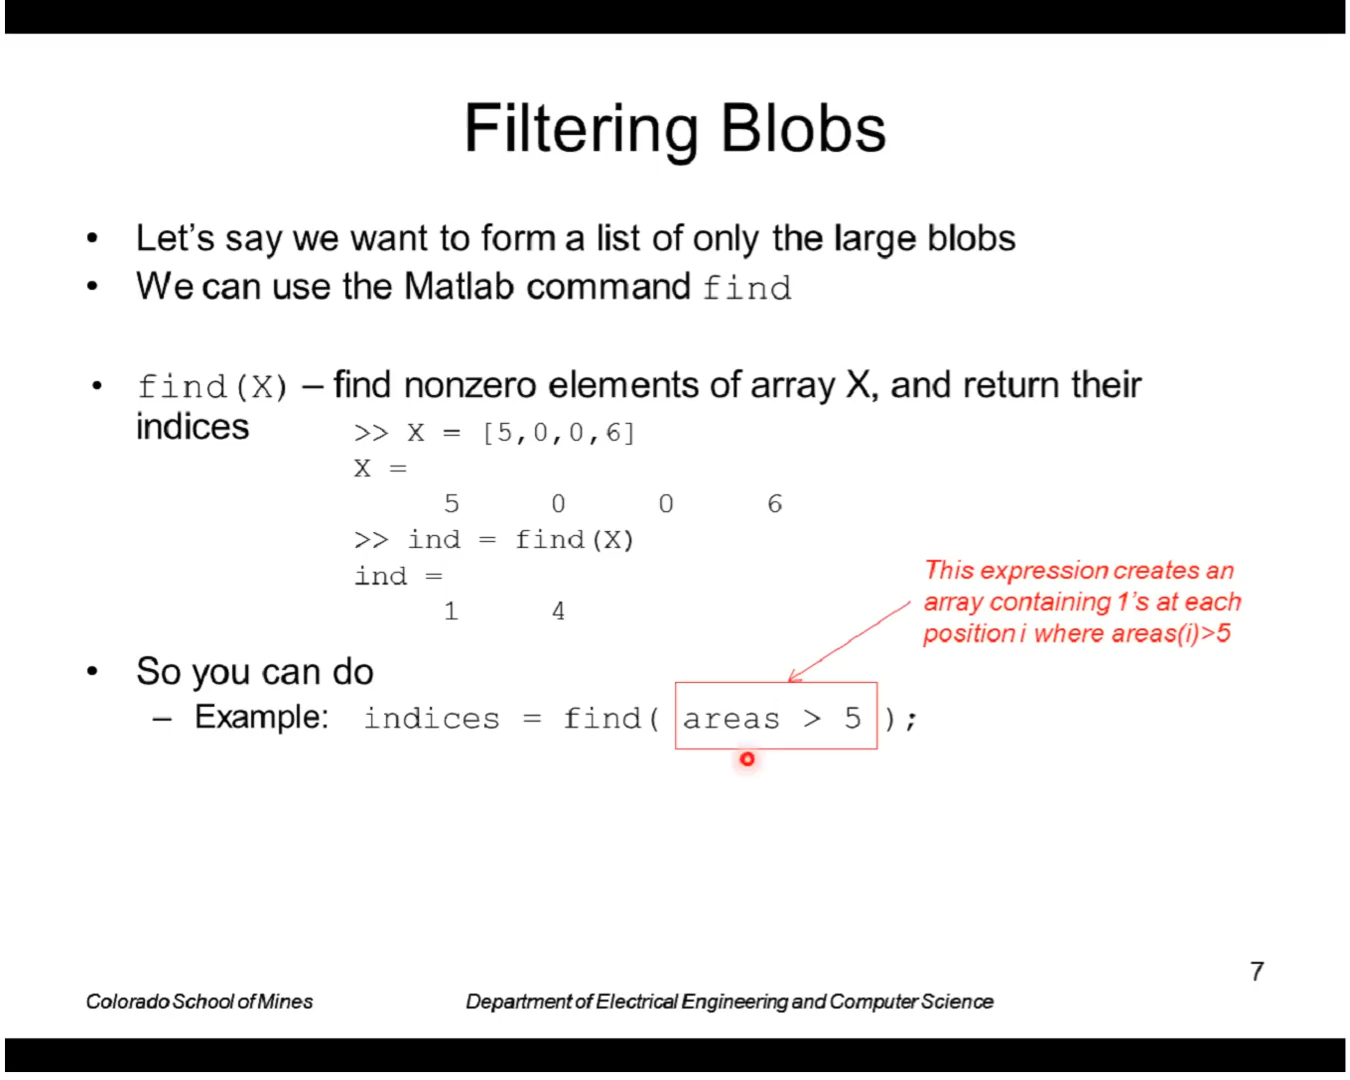 Filtering Blobs
• Let's say we want to form a list of only the large blobs
• We can use the Matlab command find
• find(X) – find nonzero elements of array X, and return their
indices
>> X = [5,0,0,6]
X =
5 0 0 6
>> ind = find(X)
ind =
1 4
This expression creates an
array containing 1's at each
position i where areas(i)>5
• So you can do
– Example: indices = find( areas > 5 );
7
Colorado School of Mines
Department of Electrical Engineering and Computer Science